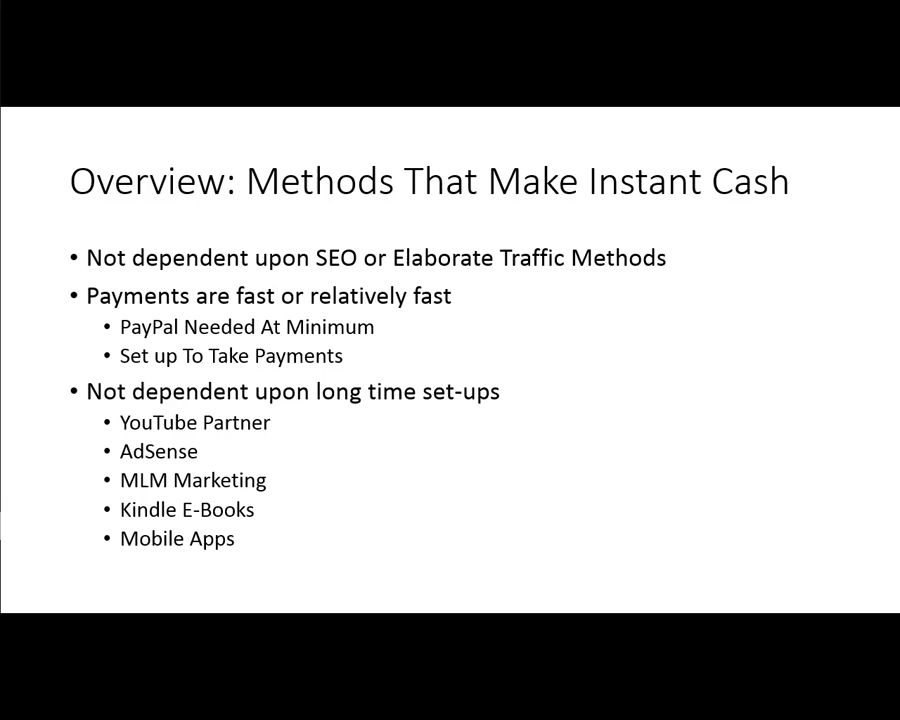 Overview: Methods That Make Instant Cash
• Not dependent upon SEO or Elaborate Traffic Methods
• Payments are fast or relatively fast
• PayPal Needed At Minimum
• Set up To Take Payments
• Not dependent upon long time set-ups
• YouTube Partner
• AdSense
• MLM Marketing
• Kindle E-Books
• Mobile Apps